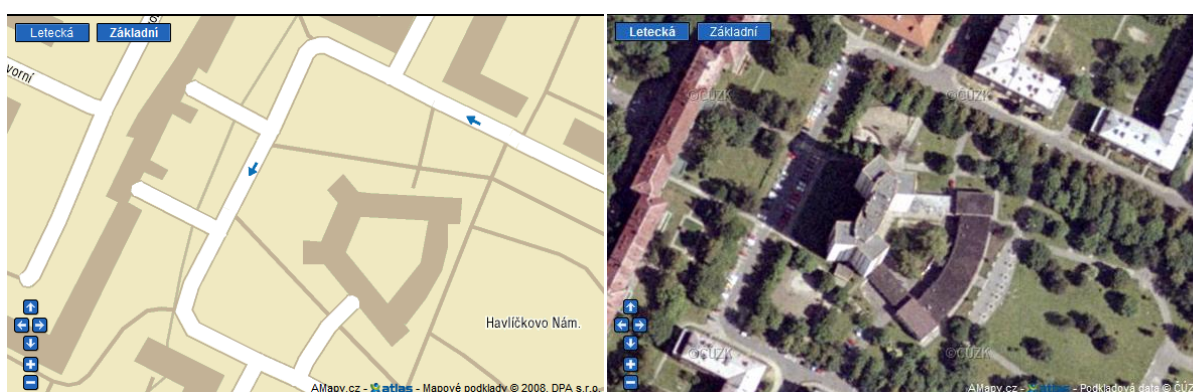 Letecká
Základní
vorní
Havlíčkovo Nám.
AMapy.cz - atlas - Mapové podklady © 2008, DPA s.r.o.
Letecká
Základní
©ČÚZK
©ČÚZK
©ČÚZK
©ČÚZK
AMapy.cz - atlas - Podkladová data © ČÚZ